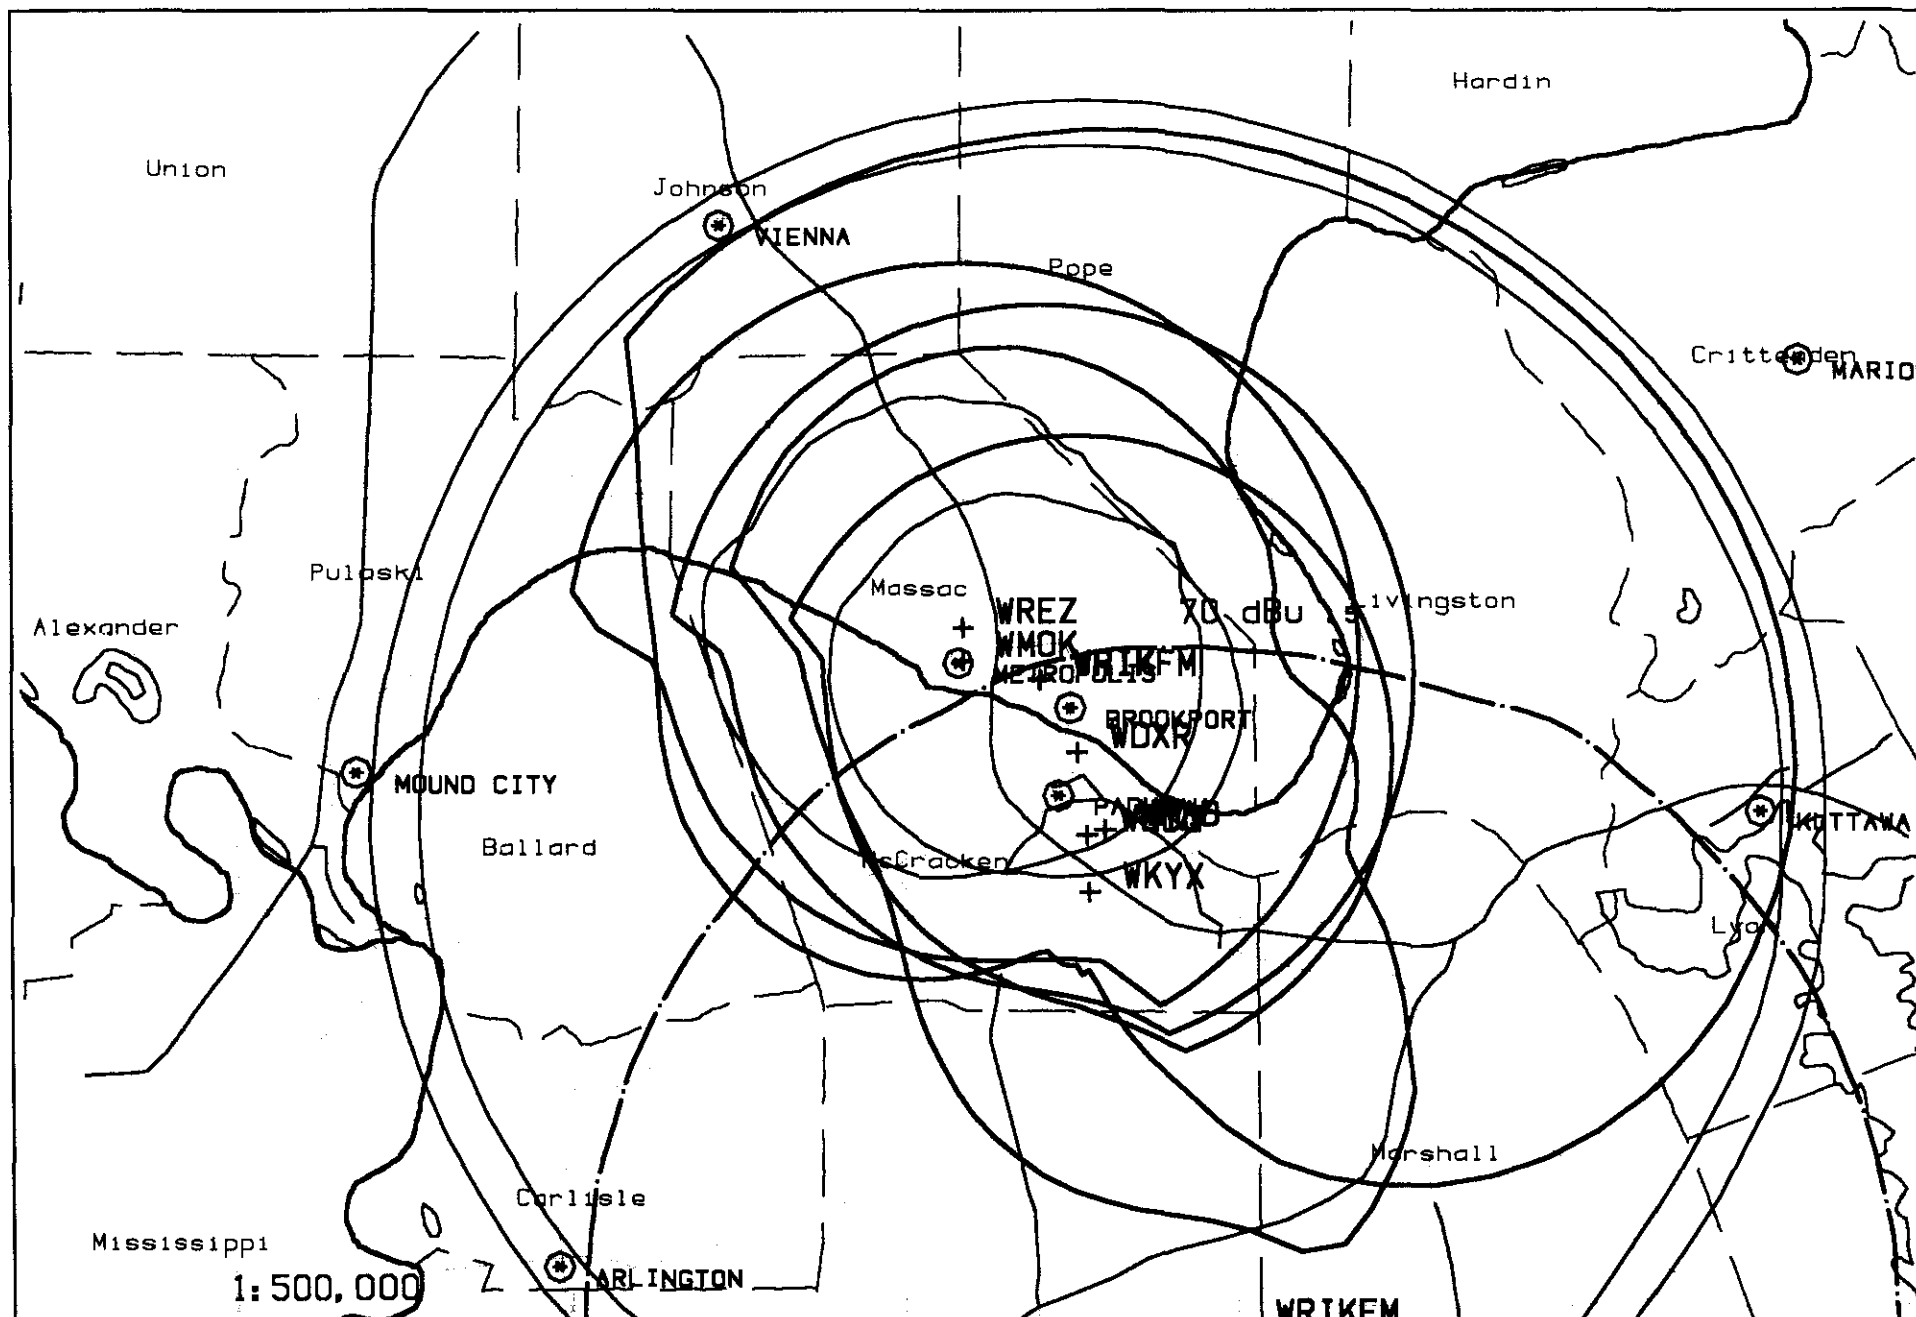 Hardin
Union
Johnson
VIENNA
Pope
Crittenden
MARIO
Pulaski
Massac
Livingston
WREZ
70 dBu
Alexander
WMOK
WRIKFM
METROPOLIS
BROOKPORT
WDXR
MOUND CITY
KUTTAWA
Ballard
McCracken
WKYX
Lyo
Marshall
Carlisle
Mississippi
ARLINGTON
1:500,000
WRIKFM